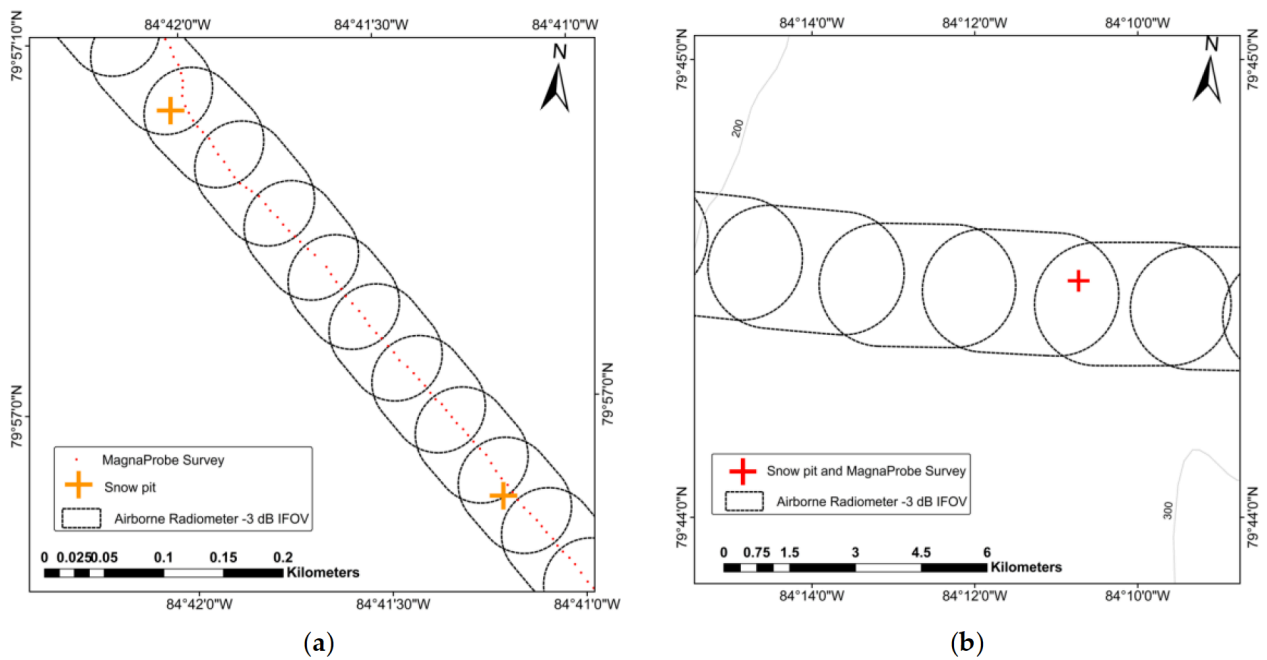 84°42'0"W 84°41'30"W 84°41'0"W
79°57'10"N
N
79°57'0"N
79°57'0"N
MagnaProbe Survey
Snow pit
Airborne Radiometer -3 dB IFOV
0 0.025 0.05 0.1 0.15 0.2
Kilometers
84°42'0"W 84°41'30"W 84°41'0"W
(a)
84°14'0"W 84°12'0"W 84°10'0"W
79°45'0"N
79°45'0"N
N
200
Snow pit and MagnaProbe Survey
Airborne Radiometer -3 dB IFOV
300
79°44'0"N
79°44'0"N
0 0.75 1.5 3 4.5 6
Kilometers
84°14'0"W 84°12'0"W 84°10'0"W
(b)